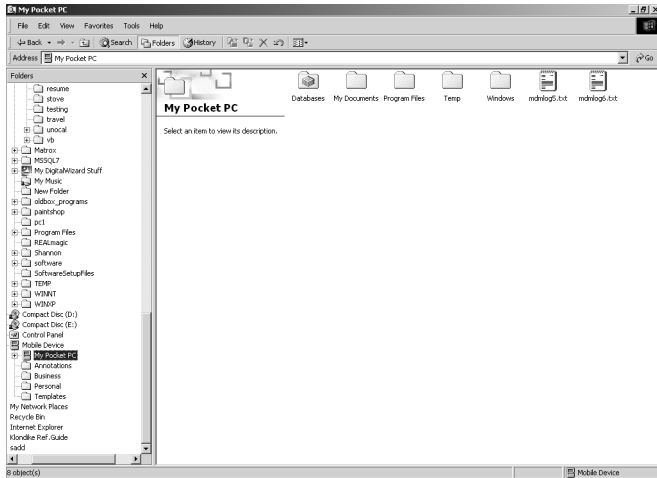 My Pocket PC
File Edit View Favorites Tools Help
Back Search Folders History
Address My Pocket PC Go
Folders
resume
stove
testing
travel
unocal
vb
Matrox
MSSQL7
My DigitalWizard Stuff
My Music
New Folder
oldbox_programs
paintshop
pc1
Program Files
REALmagic
Shannon
software
SoftwareSetupFiles
TEMP
WINNT
WINXP
Compact Disc (D:)
Compact Disc (E:)
Control Panel
Mobile Device
My Pocket PC
Annotations
Business
Personal
Templates
My Network Places
Recycle Bin
Internet Explorer
Klondike Ref.Guide
sadd
My Pocket PC
Select an item to view its description.
Databases My Documents Program Files Temp Windows mdmlog5.txt mdmlog6.txt
8 object(s) Mobile Device